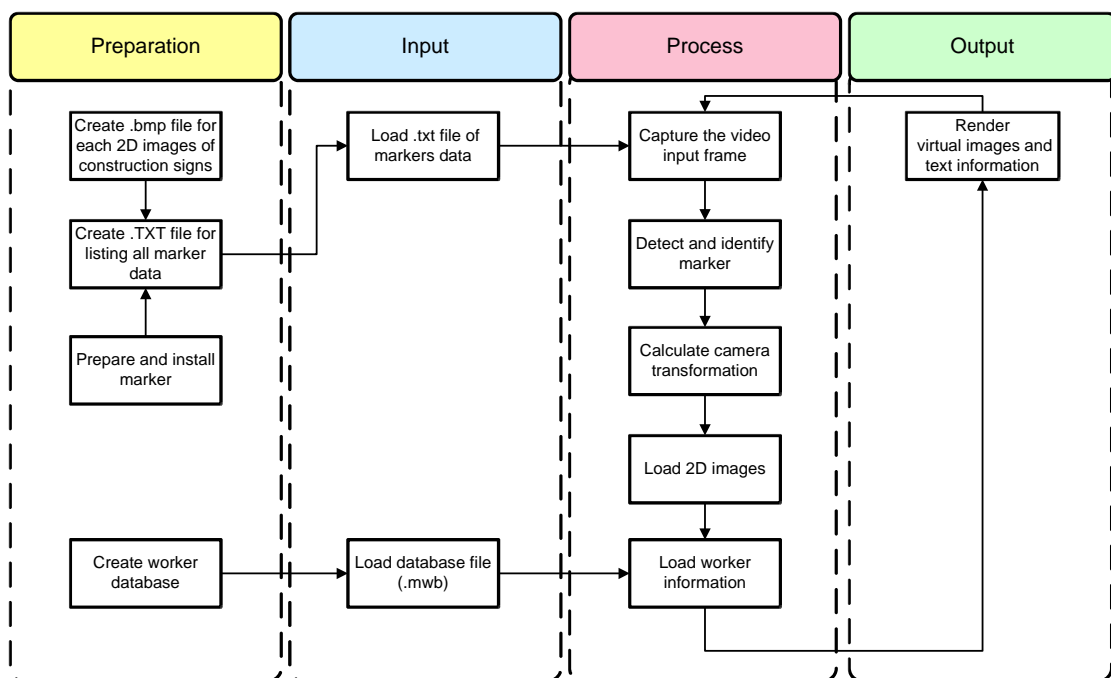 Preparation
Input
Process
Output
Create .bmp file for
each 2D images of
construction signs
Create .TXT file for
listing all marker
data
Prepare and install
marker
Create worker
database
Load .txt file of
markers data
Load database file
(.mwb)
Capture the video
input frame
Detect and identify
marker
Calculate camera
transformation
Load 2D images
Load worker
information
Render
virtual images and
text information